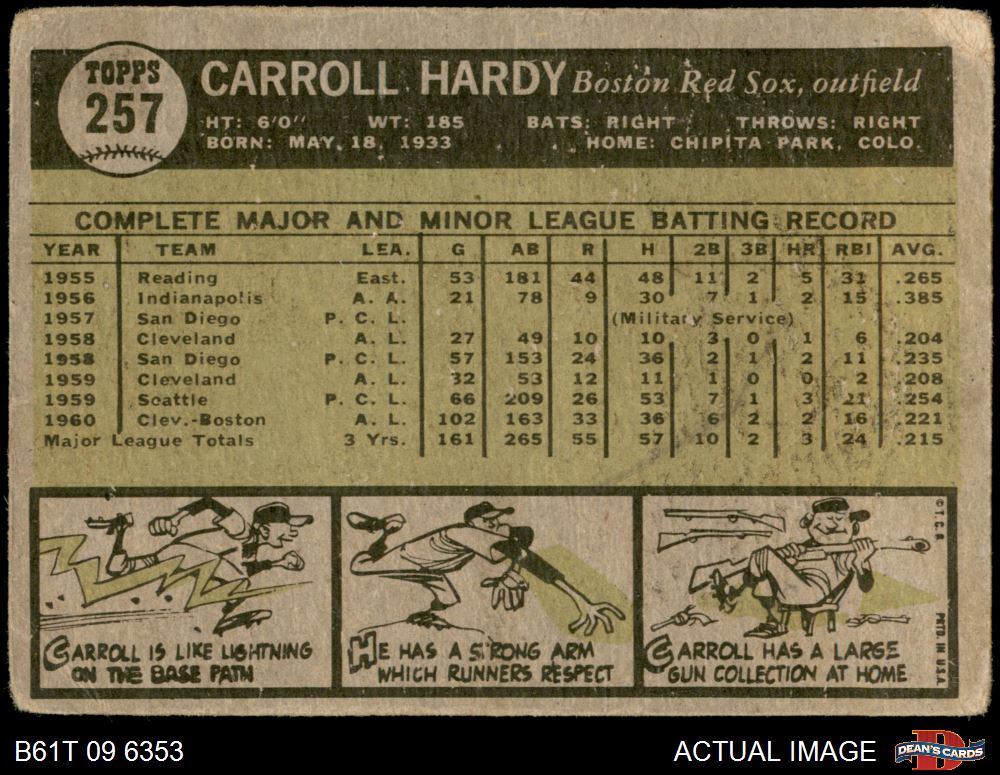 TOPPS
257
CARROLL HARDY Boston Red Sox, outfield
HT: 6'0'' WT: 185 BATS: RIGHT THROWS: RIGHT
BORN: MAY. 18, 1933 HOME: CHIPITA PARK, COLO.
COMPLETE MAJOR AND MINOR LEAGUE BATTING RECORD
YEAR TEAM LEA. G AB R H 2B 3B HR RBI AVG.
1955 Reading East. 53 181 44 48 11 2 5 31 .265
1956 Indianapolis A. A. 21 78 9 30 7 1 2 15 .385
1957 San Diego P. C. L. (Military Service)
1958 Cleveland A. L. 27 49 10 10 3 0 1 6 .204
1958 San Diego P. C. L. 57 153 24 36 2 1 2 11 .235
1959 Cleveland A. L. 32 53 12 11 1 0 0 2 .208
1959 Seattle P. C. L. 66 209 26 53 7 1 3 21 .254
1960 Clev.-Boston A. L. 102 163 33 36 6 2 2 16 .221
Major League Totals 3 Yrs. 161 265 55 57 10 2 3 24 .215
CARROLL IS LIKE LIGHTNING
ON THE BASE PATH
HE HAS A STRONG ARM
WHICH RUNNERS RESPECT
CARROLL HAS A LARGE
GUN COLLECTION AT HOME
© T. C. G.
PRTD. IN U.S.A
B61T 09 6353
ACTUAL IMAGE
D
DEAN'S CARDS